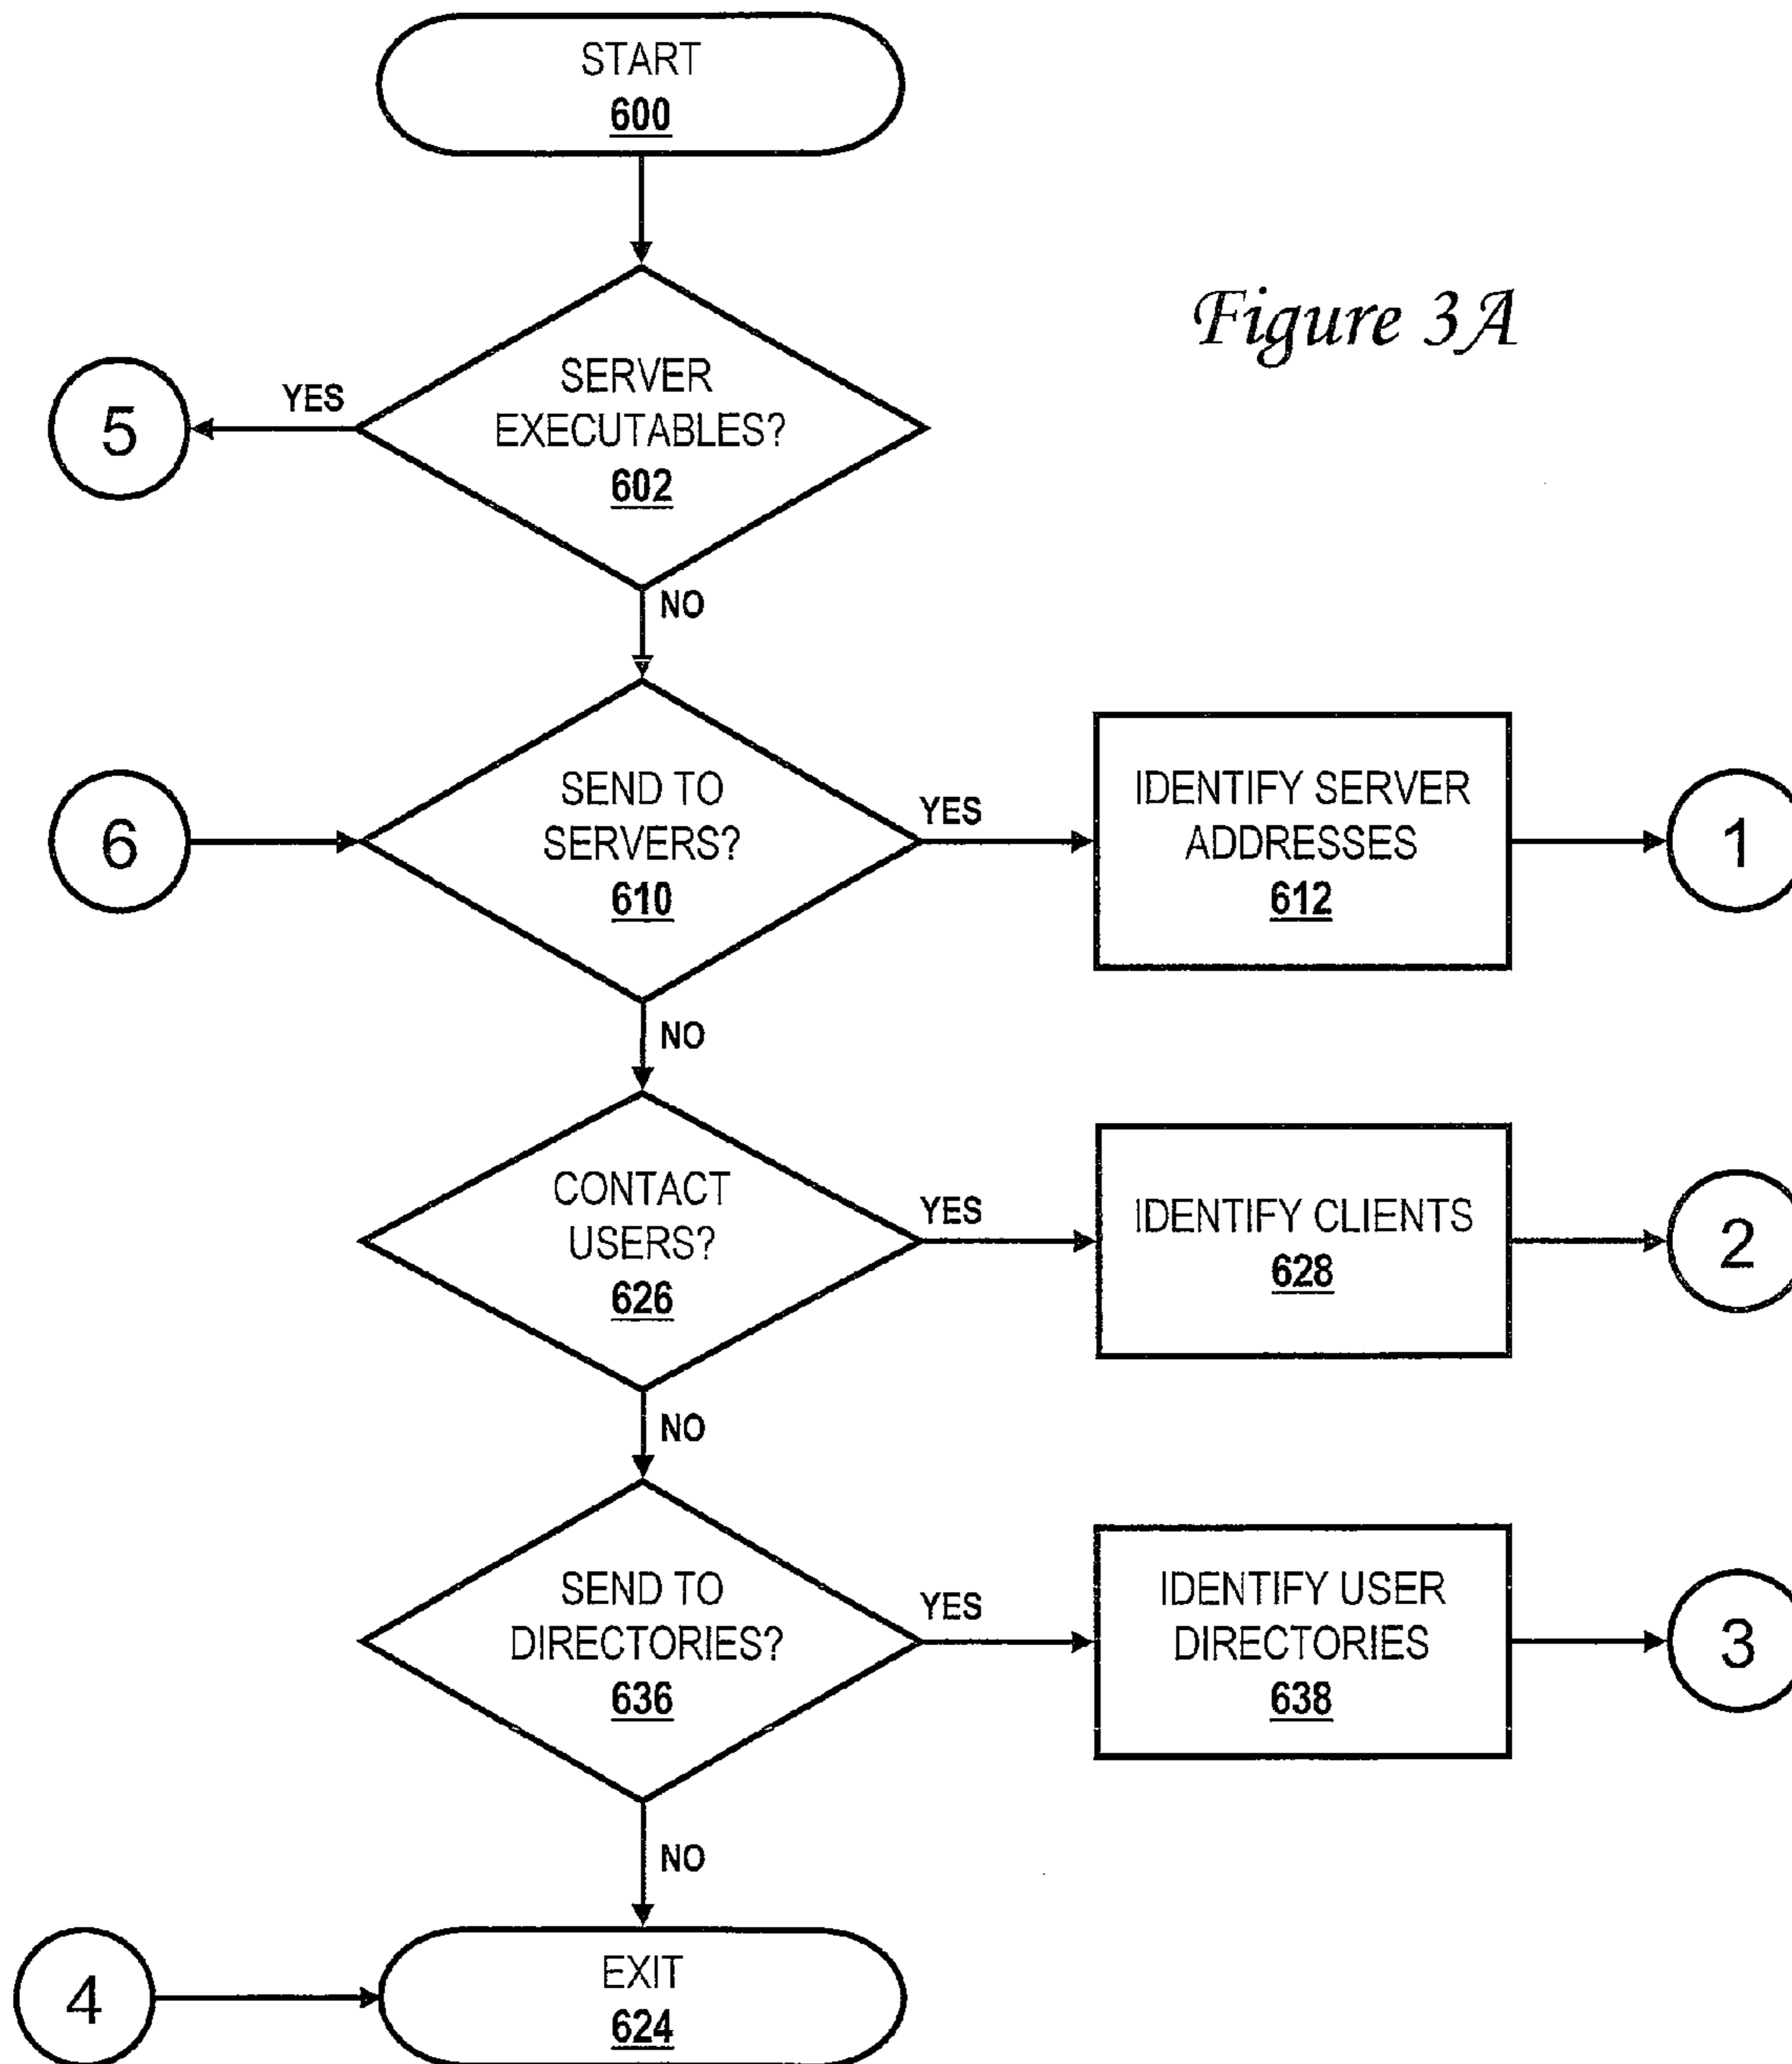 START
600
Figure 3A
SERVER
EXECUTABLES?
602
YES
5
NO
6
SEND TO
SERVERS?
610
YES
IDENTIFY SERVER
ADDRESSES
612
1
NO
CONTACT
USERS?
626
YES
IDENTIFY CLIENTS
628
2
NO
SEND TO
DIRECTORIES?
636
YES
IDENTIFY USER
DIRECTORIES
638
3
NO
4
EXIT
624